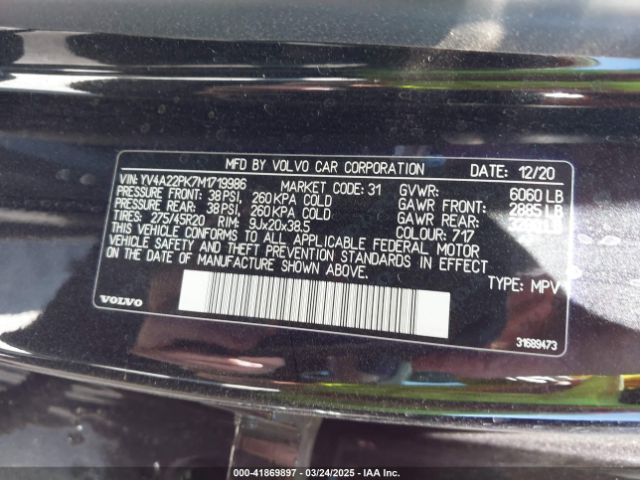 MFD BY VOLVO CAR CORPORATION DATE: 12/20
VIN: YV4A22PK7M1719986 MARKET CODE: 31 GVWR: 6060 LB
PRESSURE FRONT: 38 PSI, 260 KPA COLD GAWR FRONT: 2885 LB
PRESSURE REAR: 38 PSI, 260 KPA COLD GAWR REAR:
TIRES: 275/45R20 RIMS: 9Jx20x38.5 COLOUR: 717
THIS VEHICLE CONFORMS TO ALL APPLICABLE FEDERAL MOTOR
VEHICLE SAFETY AND THEFT PREVENTION STANDARDS IN EFFECT
ON THE DATE OF MANUFACTURE SHOWN ABOVE.
TYPE: MPV
VOLVO
31689473
000-41869897 - 03/24/2025 - IAA Inc.